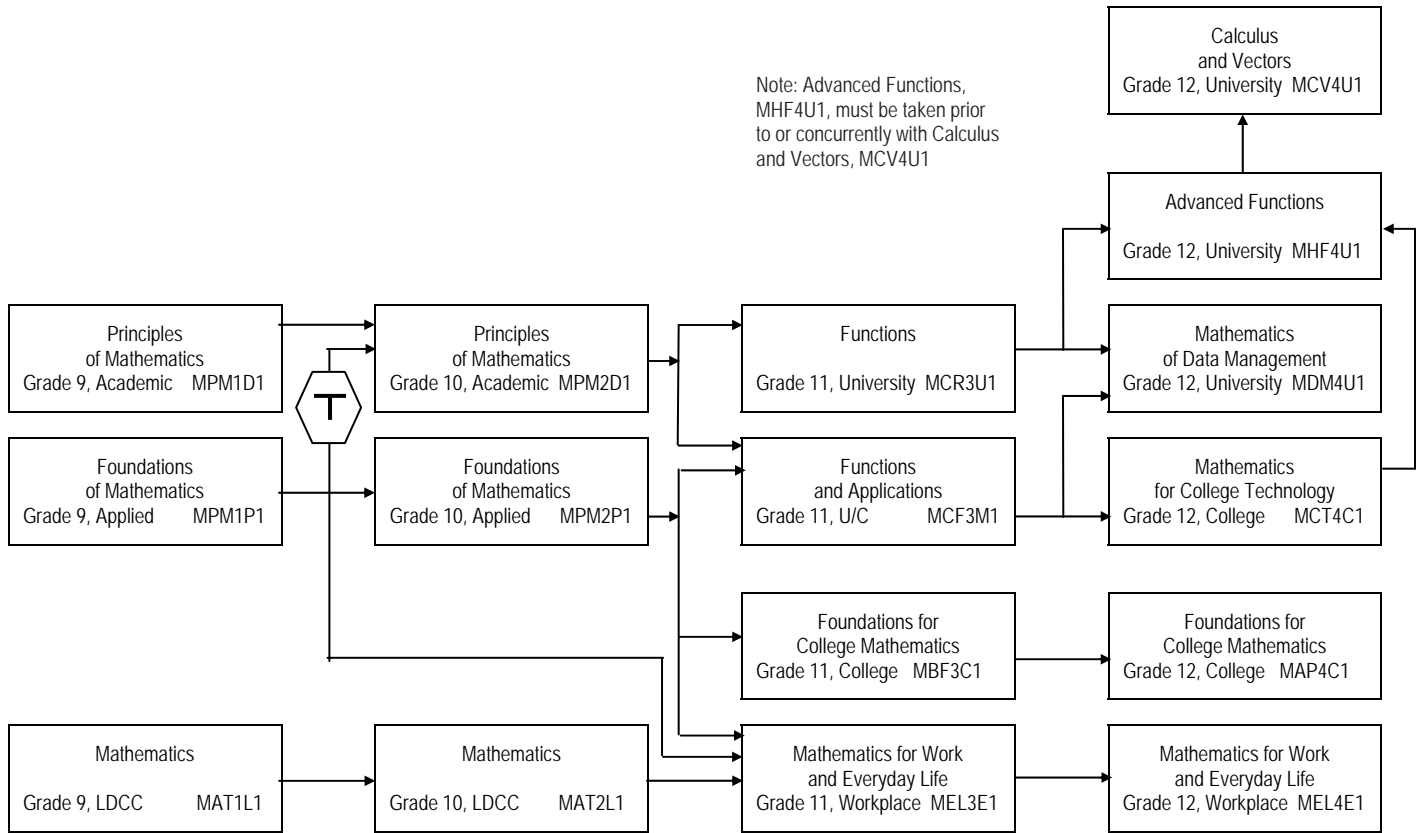 Calculus
and Vectors
Grade 12, University MCV4U1
Note: Advanced Functions,
MHF4U1, must be taken prior
to or concurrently with Calculus
and Vectors, MCV4U1
Advanced Functions
Grade 12, University MHF4U1
Principles
of Mathematics
Grade 9, Academic MPM1D1
Principles
of Mathematics
Grade 10, Academic MPM2D1
Functions
Grade 11, University MCR3U1
Mathematics
of Data Management
Grade 12, University MDM4U1
T
Foundations
of Mathematics
Grade 9, Applied MPM1P1
Foundations
of Mathematics
Grade 10, Applied MPM2P1
Functions
and Applications
Grade 11, U/C MCF3M1
Mathematics
for College Technology
Grade 12, College MCT4C1
Foundations for
College Mathematics
Grade 11, College MBF3C1
Foundations for
College Mathematics
Grade 12, College MAP4C1
Mathematics
Grade 9, LDCC MAT1L1
Mathematics
Grade 10, LDCC MAT2L1
Mathematics for Work
and Everyday Life
Grade 11, Workplace MEL3E1
Mathematics for Work
and Everyday Life
Grade 12, Workplace MEL4E1